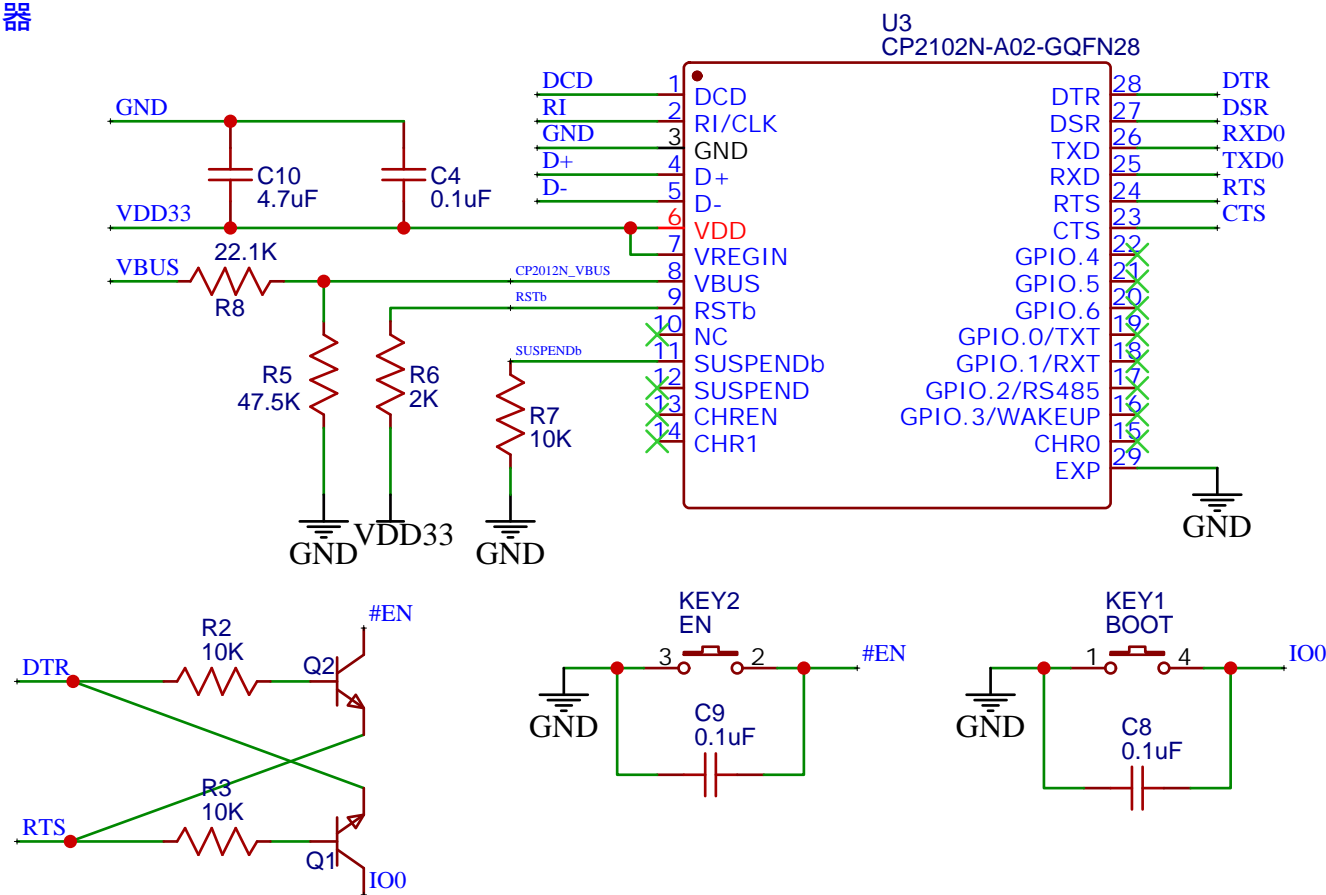 器
U3
CP2102N-A02-GQFN28
DCD 1 DCD DTR 28 DTR
RI 2 RI/CLK DSR 27 DSR
GND 3 GND TXD 26 RXD0
D+ 4 D+ RXD 25 TXD0
D- 5 D- RTS 24 RTS
6 VDD CTS 23 CTS
7 VREGIN GPIO.4 22
8 VBUS GPIO.5 21
9 RSTb GPIO.6 20
10 NC GPIO.0/TXT 19
11 SUSPENDb GPIO.1/RXT 18
12 SUSPEND GPIO.2/RS485 17
13 CHREN GPIO.3/WAKEUP 16
14 CHR1 CHR0 15
EXP 29
GND
GND
C10
4.7uF
C4
0.1uF
VDD33
VBUS
22.1K
R8
CP2012N_VBUS
RSTb
SUSPENDb
R5
47.5K
R6
2K
R7
10K
GND
VDD33
GND
DTR
R2
10K
Q2
#EN
RTS
R3
10K
Q1
IO0
KEY2
EN
3 2
#EN
GND
C9
0.1uF
KEY1
BOOT
1 4
IO0
GND
C8
0.1uF